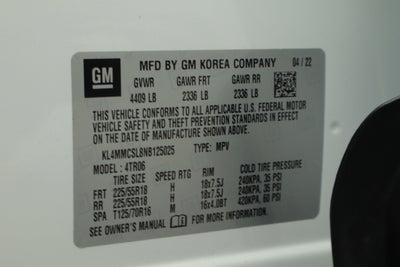 GM
MFD BY GM KOREA COMPANY 04 / 22
GVWR GAWR FRT GAWR RR
4409 LB 2336 LB 2336 LB
THIS VEHICLE CONFORMS TO ALL APPLICABLE U.S. FEDERAL MOTOR
VEHICLE SAFETY AND THEFT PREVENTION STANDARDS IN EFFECT ON
THE DATE OF MANUFACTURE SHOWN ABOVE.
KL4MMCSL8NB125025 TYPE: MPV
MODEL : 4TR06
TIRE SIZE SPEED RTG RIM COLD TIRE PRESSURE
FRT 225/55R18 H 18x7.5J 240KPA, 35 PSI
RR 225/55R18 H 18x7.5J 240KPA, 35 PSI
SPA T125/70R16 M 16x4.0BT 420KPA, 60 PSI
SEE OWNER'S MANUAL FOR MORE INFORMATION